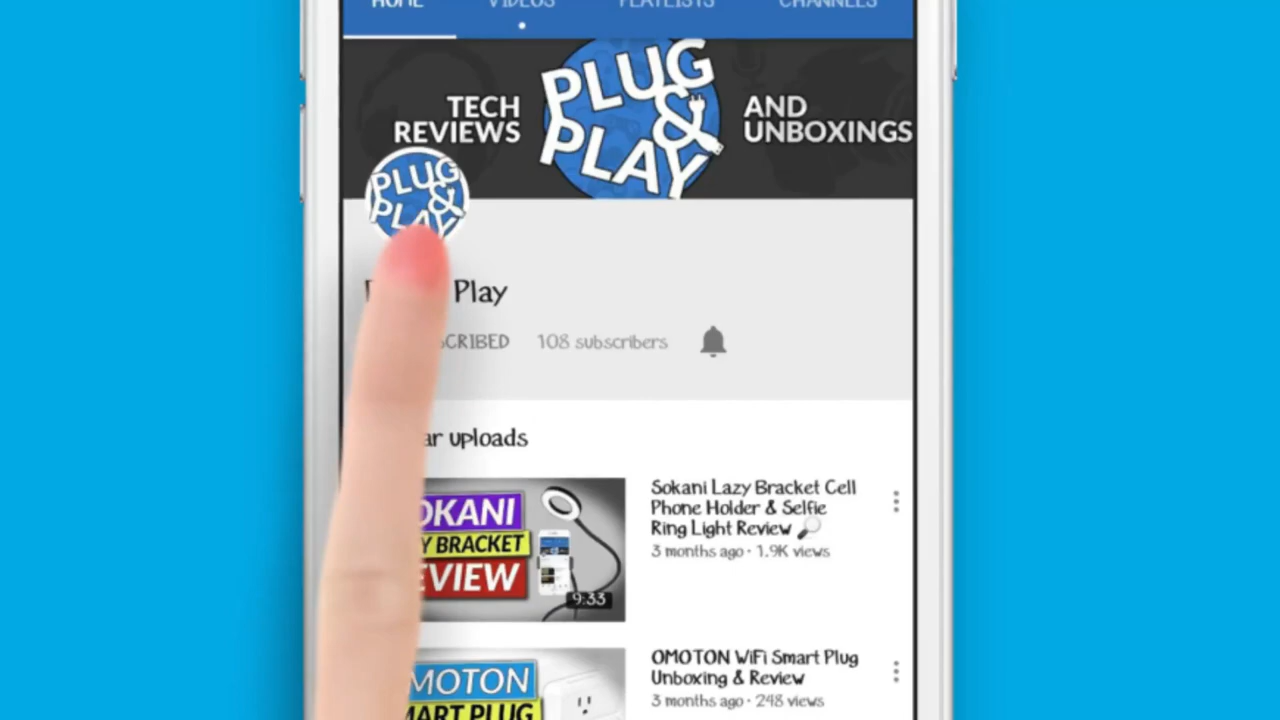 HOME VIDEOS PLAYLISTS CHANNELS
TECH
REVIEWS
PLUG
&
PLAY
AND
UNBOXINGS
PLUG
&
PLAY
Play
SCRIBED 108 subscribers
ar uploads
OKANI
Y BRACKET
EVIEW
9:33
Sokani Lazy Bracket Cell
Phone Holder & Selfie
Ring Light Review 🔎
3 months ago · 1.9K views
MOTON
MART PLUG
OMOTON WiFi Smart Plug
Unboxing & Review
3 months ago · 248 views